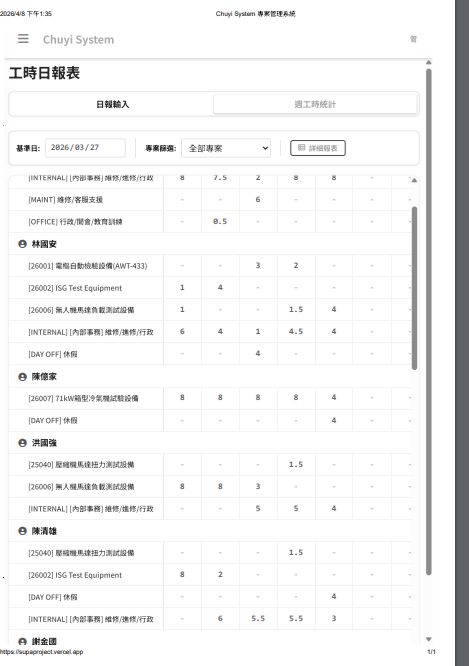 2026/4/8 下午1:35 Chuyi System 專案管理系統
Chuyi System 管
工時日報表
日報輸入 週工時統計
基準日: 2026/03/27 專案篩選: 全部專案 詳細報表
[INTERNAL] [內部事務] 維修/進修/行政 8 7.5 2 8 8 - -
[MAINT] 維修/客服支援 - - 6 - - - -
[OFFICE] 行政/開會/教育訓練 - 0.5 - - - - -
林國安
[26001] 電樞自動檢驗設備(AWT-433) - - 3 2 - - -
[26002] ISG Test Equipment 1 4 - - - - -
[26006] 無人機馬達負載測試設備 1 - - 1.5 4 - -
[INTERNAL] [內部事務] 維修/進修/行政 6 4 1 4.5 4 - -
[DAY OFF] 休假 - - 4 - - - -
陳億家
[26007] 71kW箱型冷氣機試驗設備 8 8 8 8 4 - -
[DAY OFF] 休假 - - - - 4 - -
洪國強
[25040] 壓縮機馬達扭力測試設備 - - - 1.5 - - -
[26006] 無人機馬達負載測試設備 8 8 3 - - - -
[INTERNAL] [內部事務] 維修/進修/行政 - - 5 5 4 - -
陳清雄
[25040] 壓縮機馬達扭力測試設備 - - - 1.5 - - -
[26002] ISG Test Equipment 8 2 - - - - -
[DAY OFF] 休假 - - - - 4 - -
[INTERNAL] [內部事務] 維修/進修/行政 - 6 5.5 5.5 3 - -
謝金國
https://supaproject.vercel.app 1/1